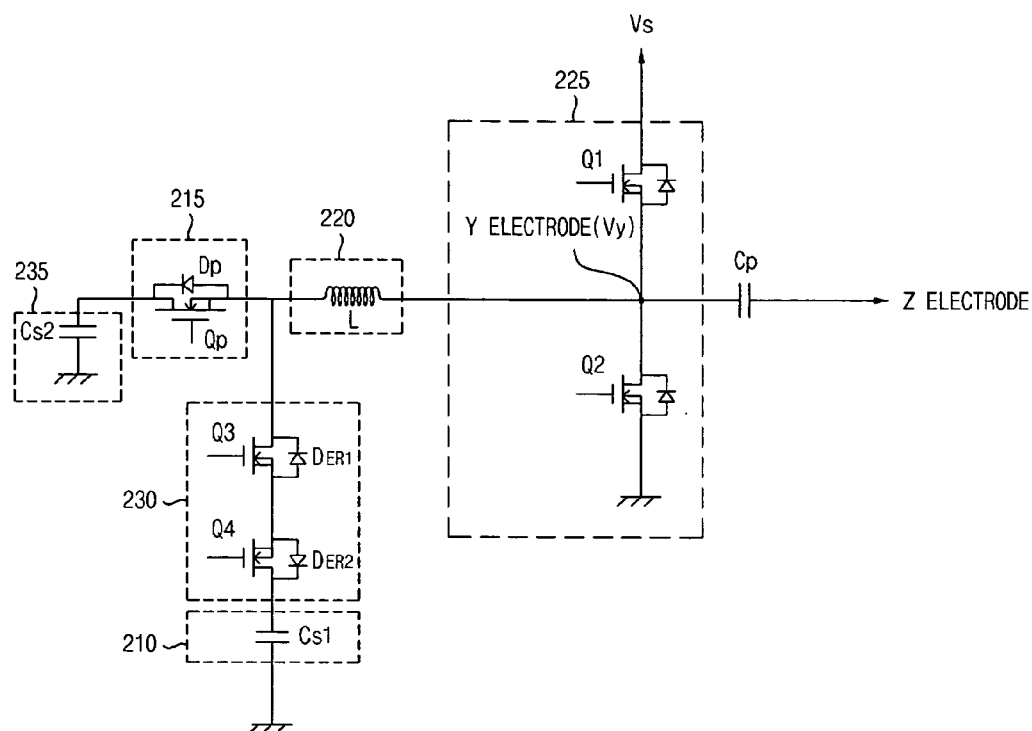 Vs
225
Q1
215
220
Y ELECTRODE(Vy)
Cp
235
Dp
Z ELECTRODE
Cs2
Qp
L
Q2
Q3
DER1
230
Q4
DER2
210
Cs1